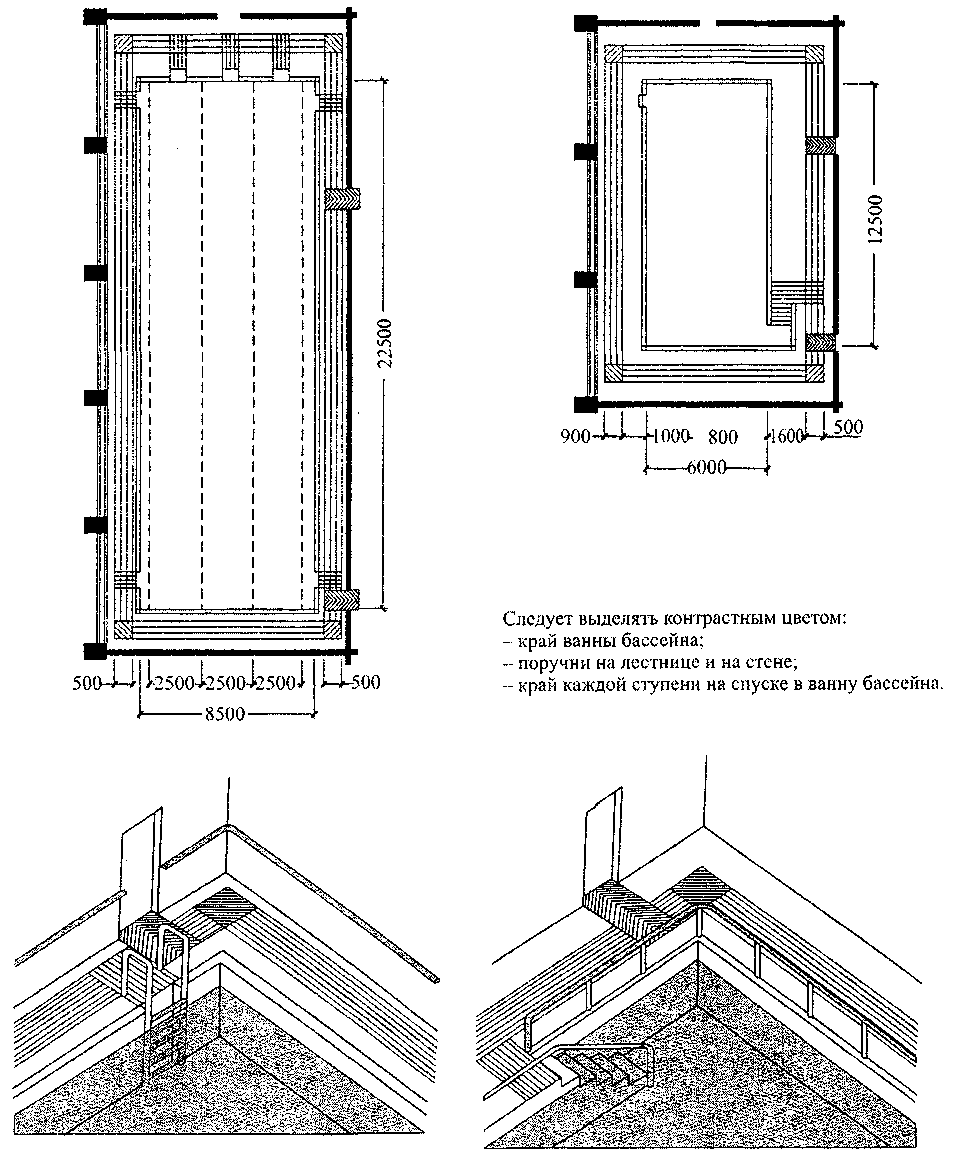 22500
500 2500 2500 2500 500
8500
12500
900 1000 800 1600 500
6000
Следует выделять контрастным цветом:
– край ванны бассейна;
– поручни на лестнице и на стене;
– край каждой ступени на спуске в ванну бассейна.